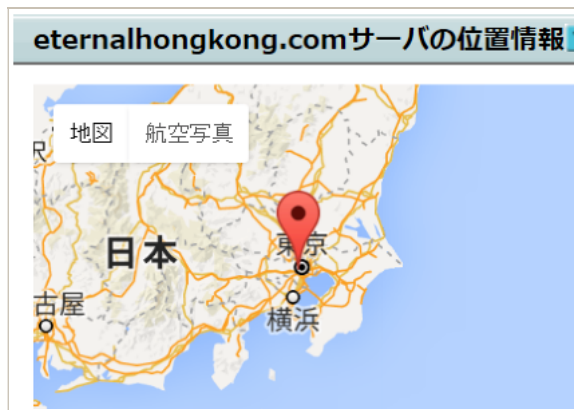 eternalhongkong.comサーバの位置情報
地図 航空写真
沢
東京
日本
古屋
横浜